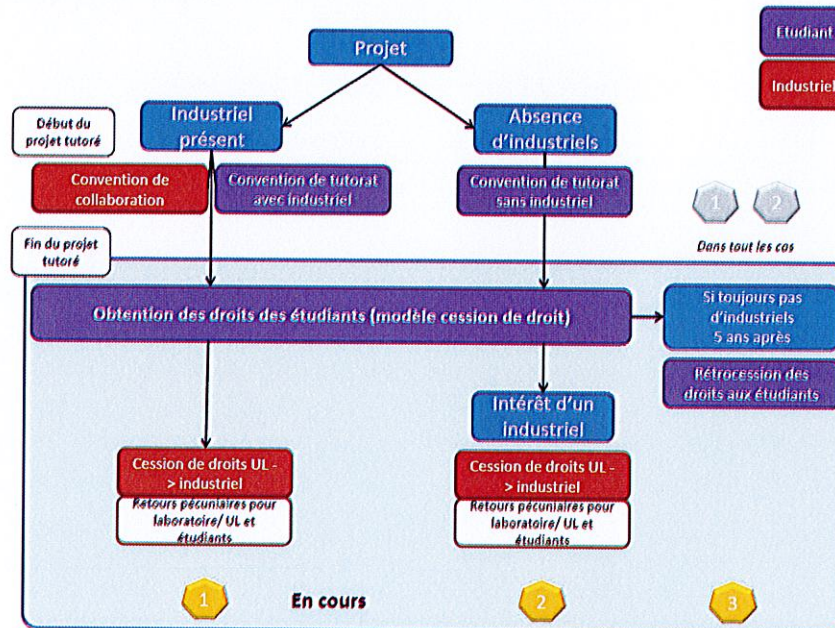 Projet
Etudiant
Industriel
Début du
projet tutoré
Industriel
présent
Absence
d'industriels
Convention de
collaboration
Convention de tutorat
avec industriel
Convention de tutorat
sans industriel
1
2
Dans tout les cas
Fin du projet
tutoré
Obtention des droits des étudiants (modèle cession de droit)
Si toujours pas
d'industriels
5 ans après
Rétrocession des
droits aux étudiants
Intérêt d'un
industriel
Cession de droits UL -
> industriel
Retours pécuniaires pour
laboratoire/ UL et
étudiants
Cession de droits UL -
> industriel
Retours pécuniaires pour
laboratoire/ UL et
étudiants
1
En cours
2
3